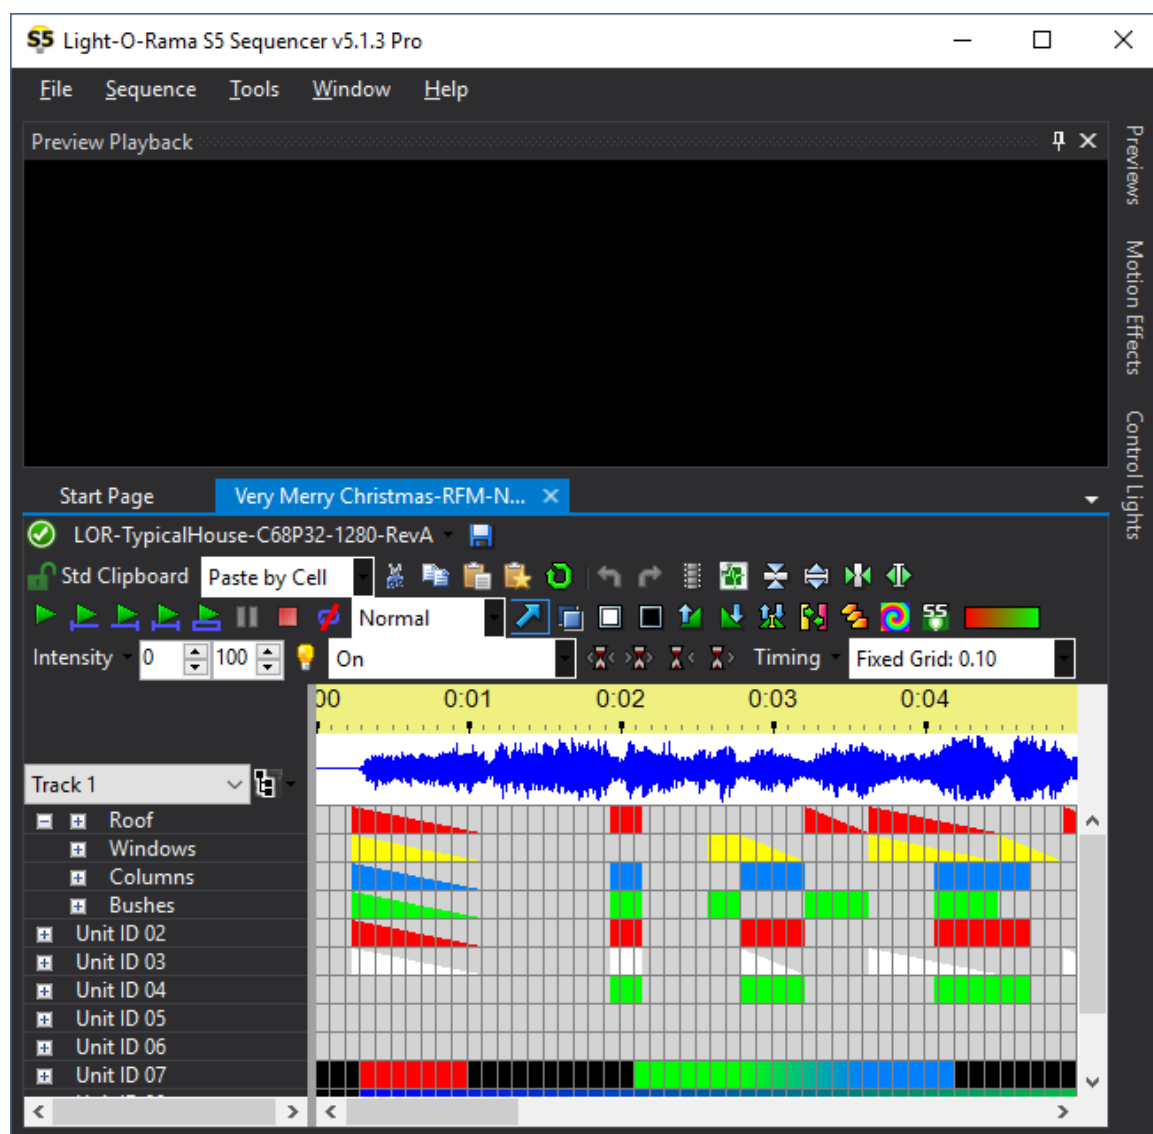 S5 Light-O-Rama S5 Sequencer v5.1.3 Pro
File Sequence Tools Window Help
Preview Playback
Previews
Motion Effects
Control Lights
Start Page Very Merry Christmas-RFM-N...
LOR-TypicalHouse-C68P32-1280-RevA
Std Clipboard Paste by Cell
Normal S5
Intensity 0 100 On Timing Fixed Grid: 0.10
00 0:01 0:02 0:03 0:04
Track 1
Roof
Windows
Columns
Bushes
Unit ID 02
Unit ID 03
Unit ID 04
Unit ID 05
Unit ID 06
Unit ID 07